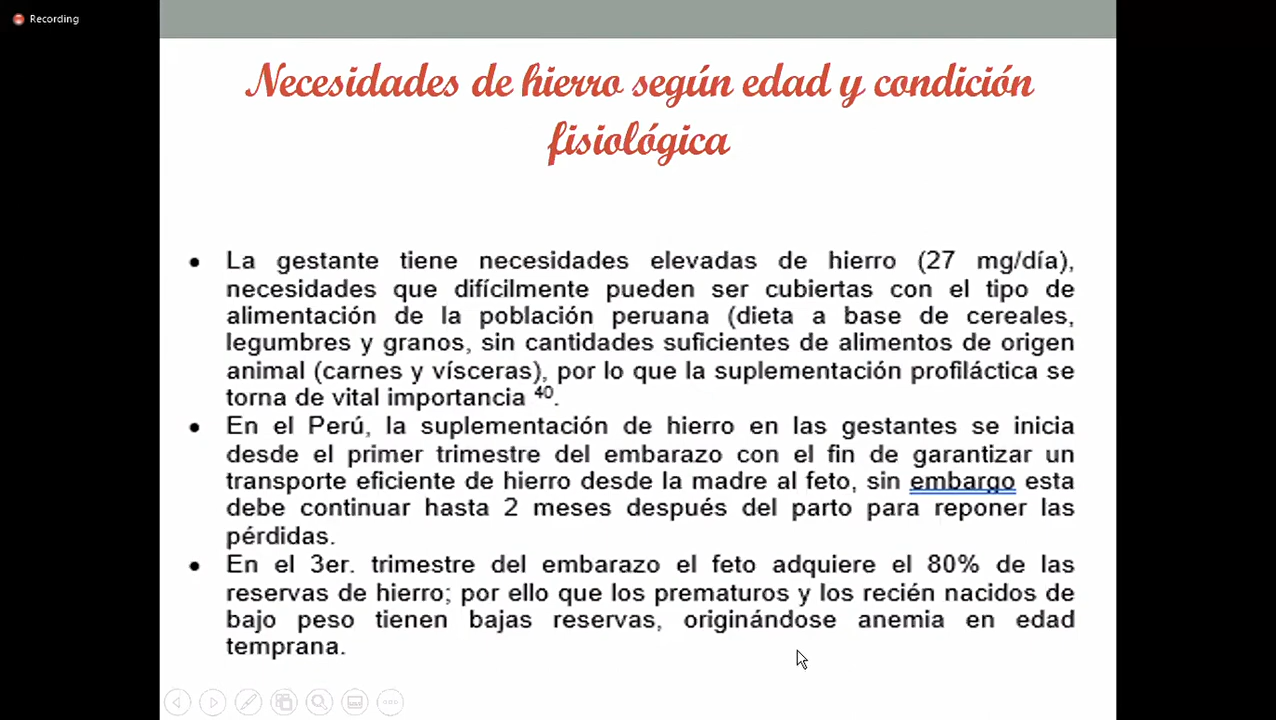 Recording
Necesidades de hierro según edad y condición
fisiológica
• La gestante tiene necesidades elevadas de hierro (27 mg/día),
necesidades que difícilmente pueden ser cubiertas con el tipo de
alimentación de la población peruana (dieta a base de cereales,
legumbres y granos, sin cantidades suficientes de alimentos de origen
animal (carnes y vísceras), por lo que la suplementación profiláctica se
torna de vital importancia 40.
• En el Perú, la suplementación de hierro en las gestantes se inicia
desde el primer trimestre del embarazo con el fin de garantizar un
transporte eficiente de hierro desde la madre al feto, sin embargo esta
debe continuar hasta 2 meses después del parto para reponer las
pérdidas.
• En el 3er. trimestre del embarazo el feto adquiere el 80% de las
reservas de hierro; por ello que los prematuros y los recién nacidos de
bajo peso tienen bajas reservas, originándose anemia en edad
temprana.